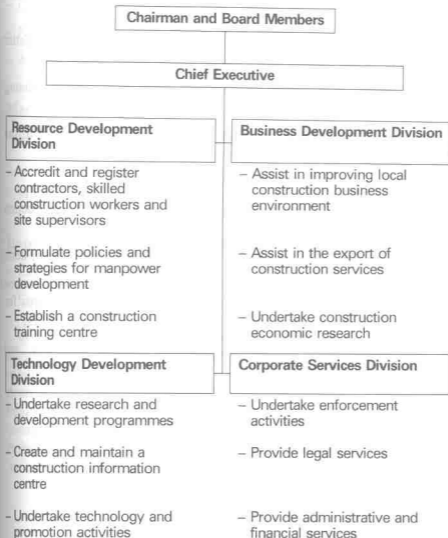 Chairman and Board Members
Chief Executive
Resource Development
Division
– Accredit and register
contractors, skilled
construction workers and
site supervisors
– Formulate policies and
strategies for manpower
development
– Establish a construction
training centre
Business Development Division
– Assist in improving local
construction business
environment
– Assist in the export of
construction services
– Undertake construction
economic research
Technology Development
Division
– Undertake research and
development programmes
– Create and maintain a
construction information
centre
– Undertake technology and
promotion activities
Corporate Services Division
– Undertake enforcement
activities
– Provide legal services
– Provide administrative and
financial services